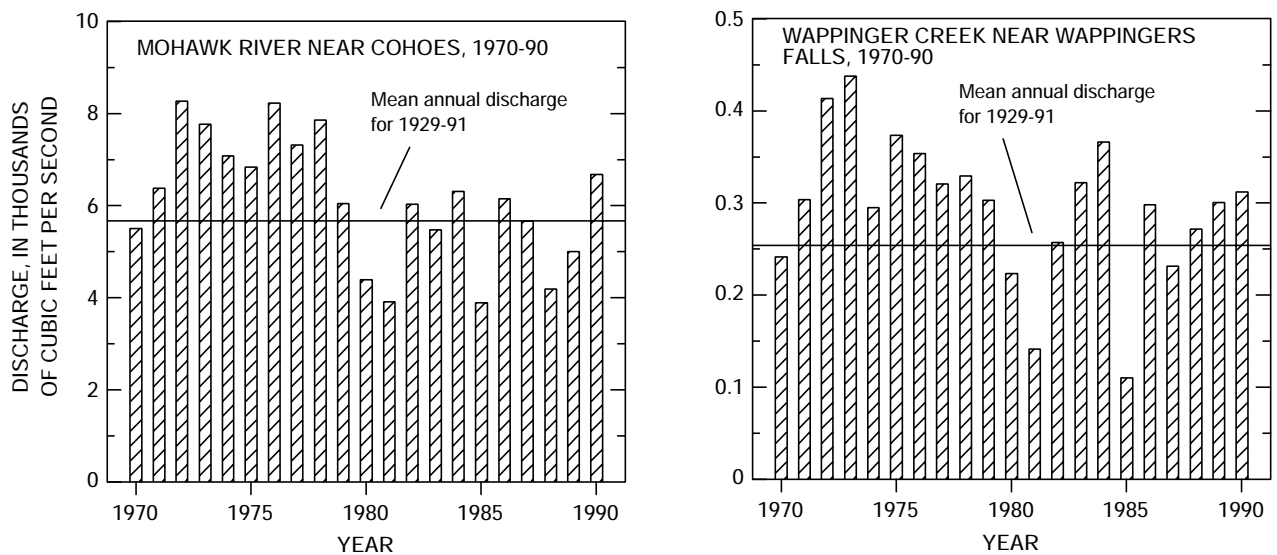 DISCHARGE, IN THOUSANDS
OF CUBIC FEET PER SECOND
10
8
6
4
2
0
MOHAWK RIVER NEAR COHOES, 1970-90
Mean annual discharge
for 1929-91
1970
1975
1980
1985
1990
YEAR
0.5
0.4
0.3
0.2
0.1
0
WAPPINGER CREEK NEAR WAPPINGERS
FALLS, 1970-90
Mean annual discharge
for 1929-91
1970
1975
1980
1985
1990
YEAR